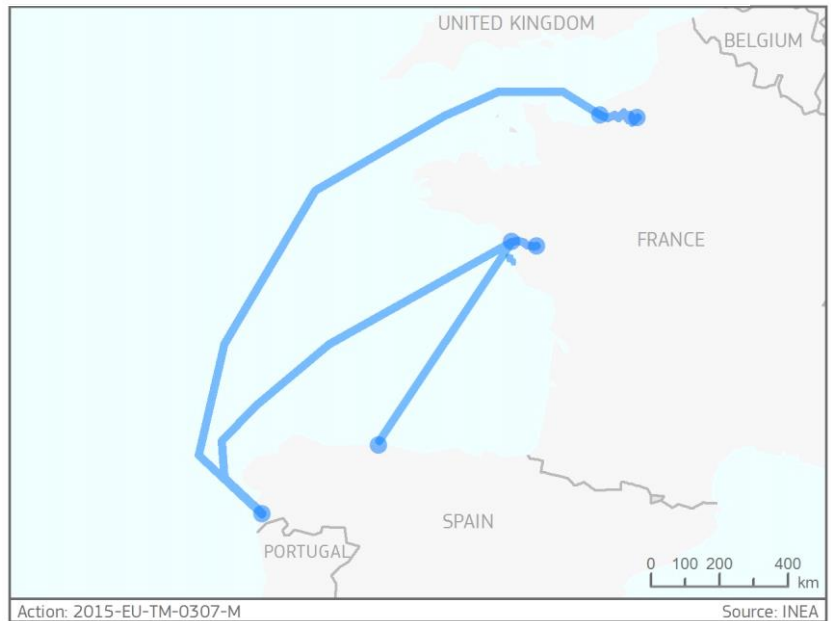 UNITED KINGDOM
BELGIUM
FRANCE
SPAIN
PORTUGAL
0 100 200 400
km
Action: 2015-EU-TM-0307-M
Source: INEA